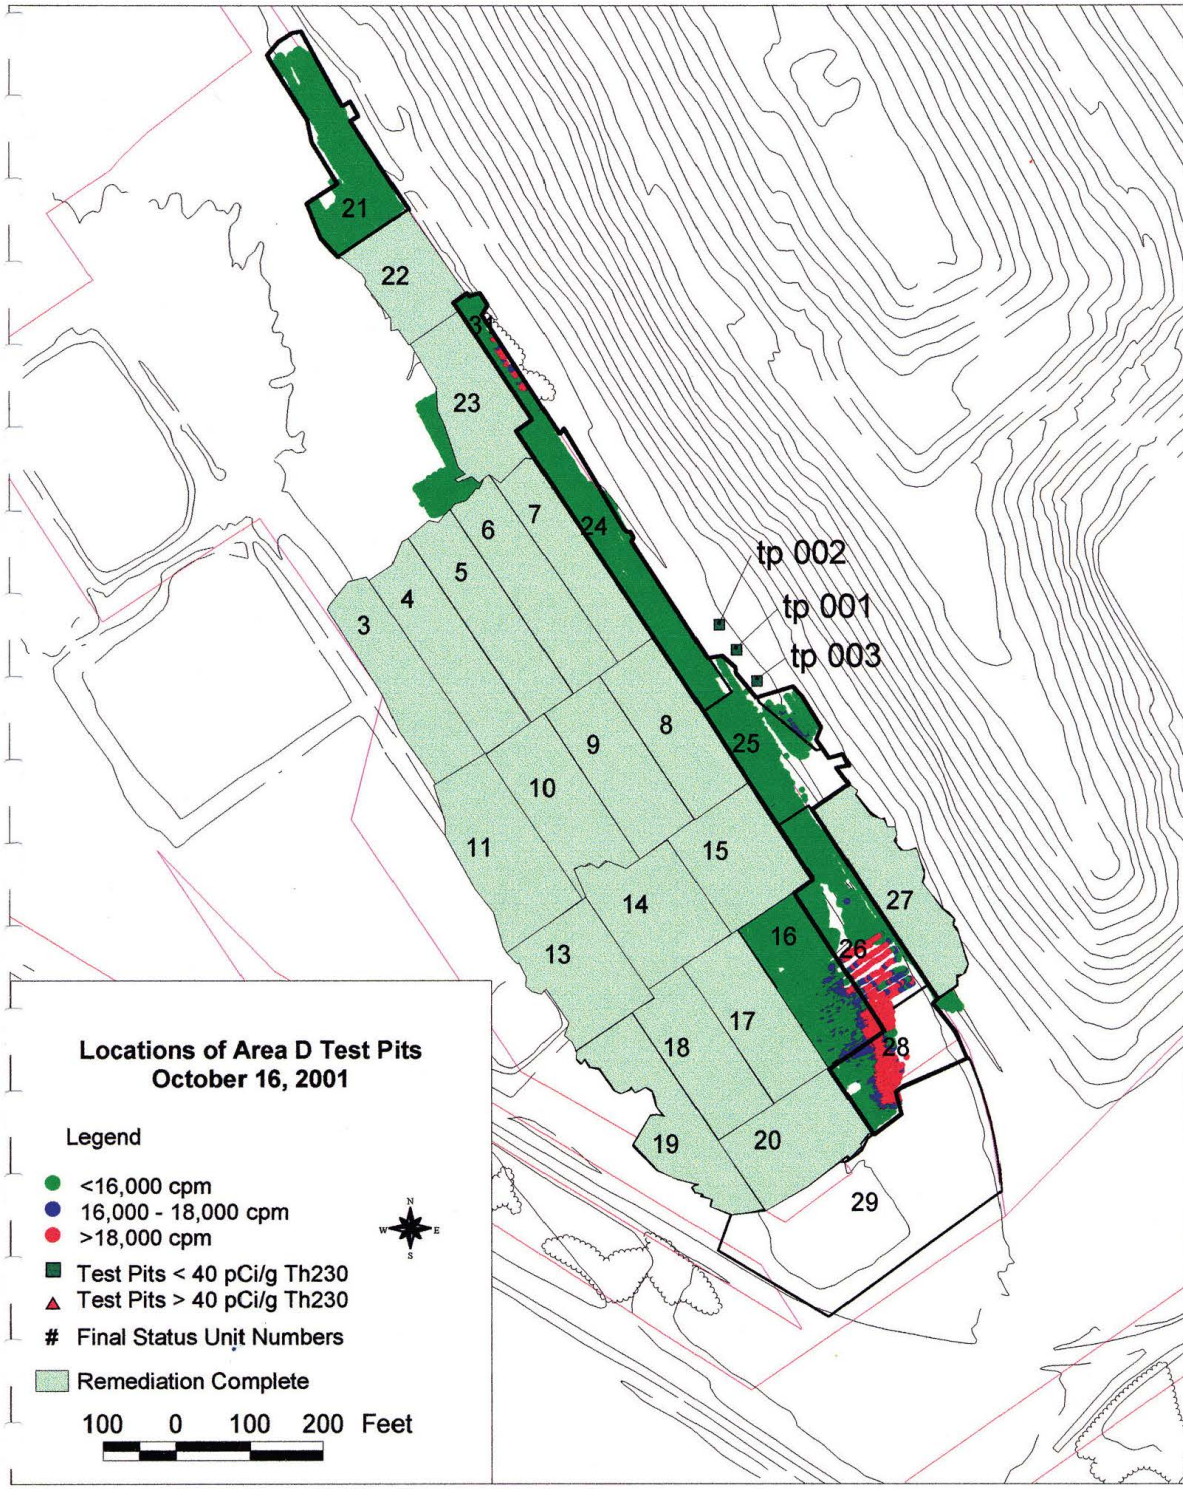 21
22
31
23
7
6
24
5
4
3
tp 002
tp 001
tp 003
8
9
25
10
11
15
14
27
16
26
13
17
18
28
19
20
29
Locations of Area D Test Pits
October 16, 2001
Legend
<16,000 cpm
16,000 - 18,000 cpm
>18,000 cpm
N
W E
S
Test Pits < 40 pCi/g Th230
Test Pits > 40 pCi/g Th230
# Final Status Unit Numbers
Remediation Complete
100 0 100 200 Feet